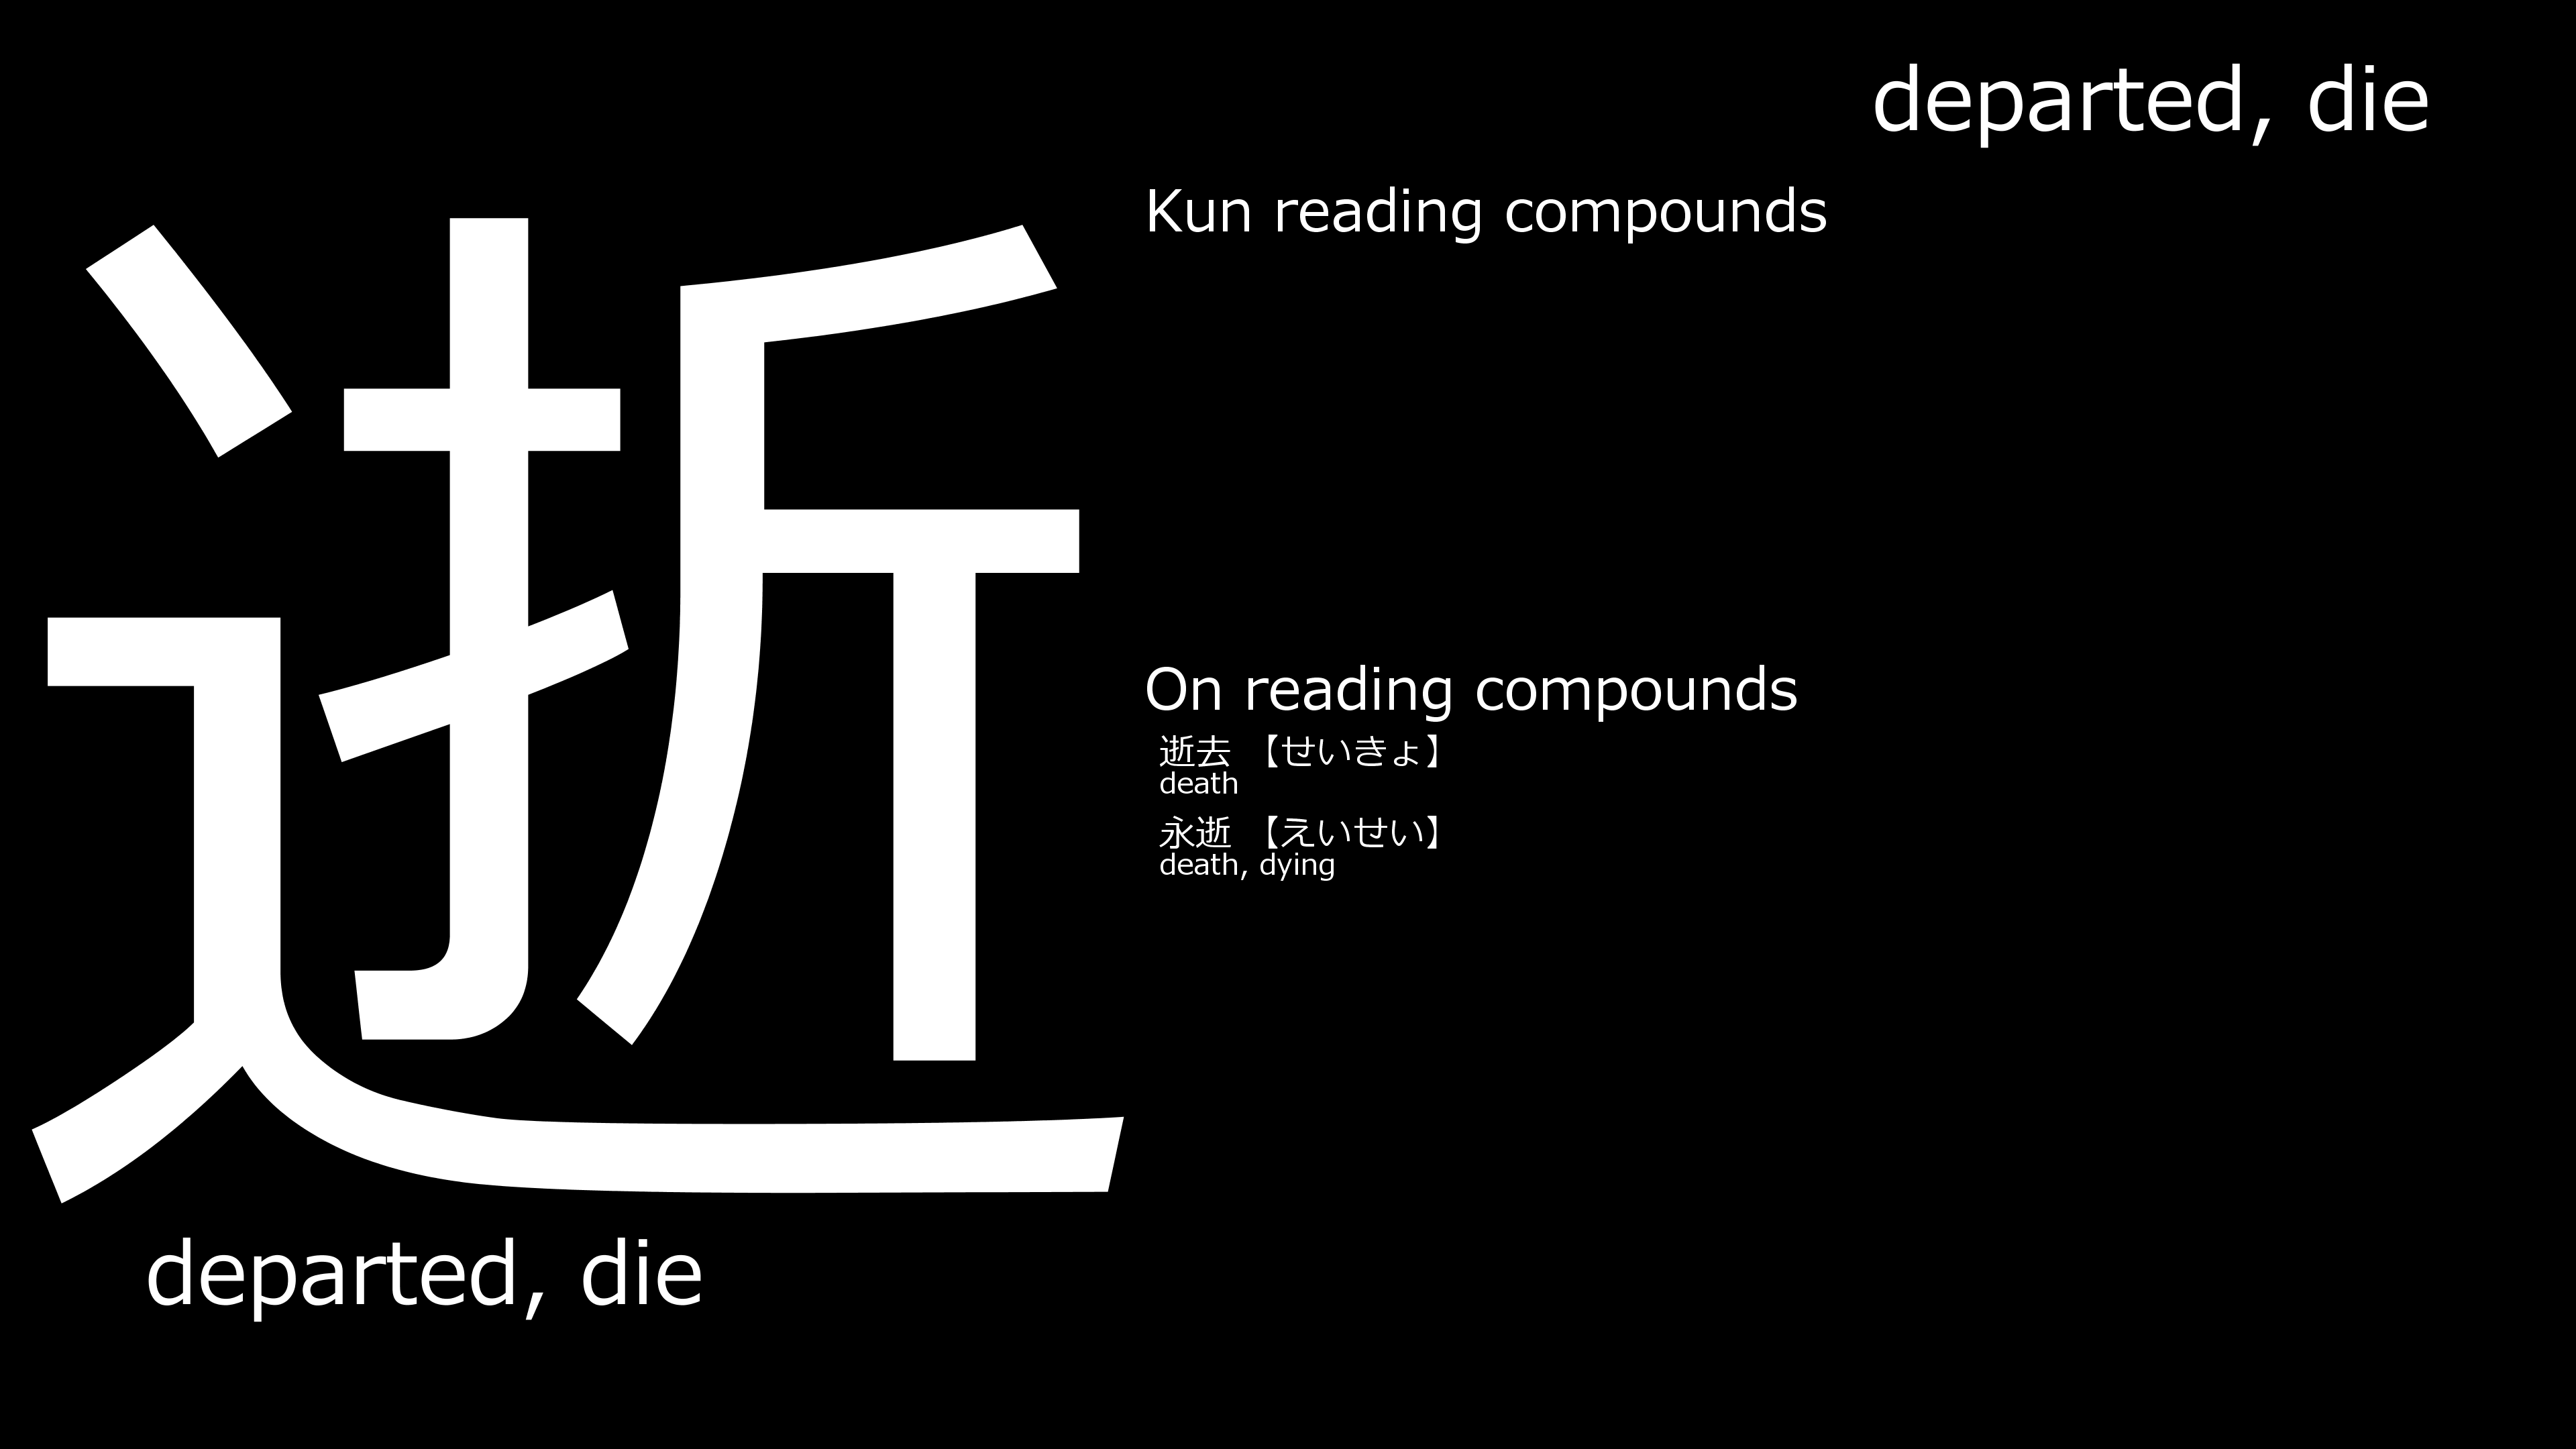 departed, die
逝
Kun reading compounds
On reading compounds
逝去 【せいきょ】
death
永逝 【えいせい】
death, dying
departed, die